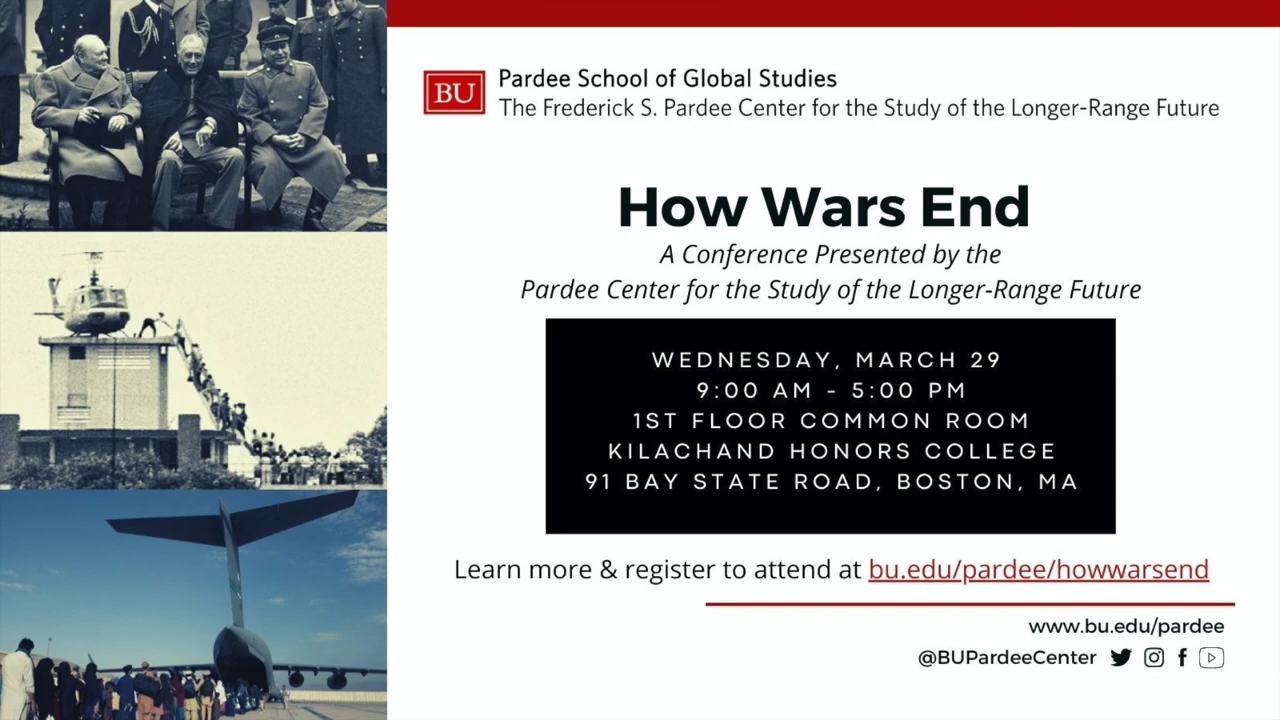 BU
Pardee School of Global Studies
The Frederick S. Pardee Center for the Study of the Longer-Range Future
How Wars End
A Conference Presented by the
Pardee Center for the Study of the Longer-Range Future
WEDNESDAY, MARCH 29
9:00 AM - 5:00 PM
1ST FLOOR COMMON ROOM
KILACHAND HONORS COLLEGE
91 BAY STATE ROAD, BOSTON, MA
Learn more & register to attend at bu.edu/pardee/howwarsend
www.bu.edu/pardee
@BUPardeeCenter